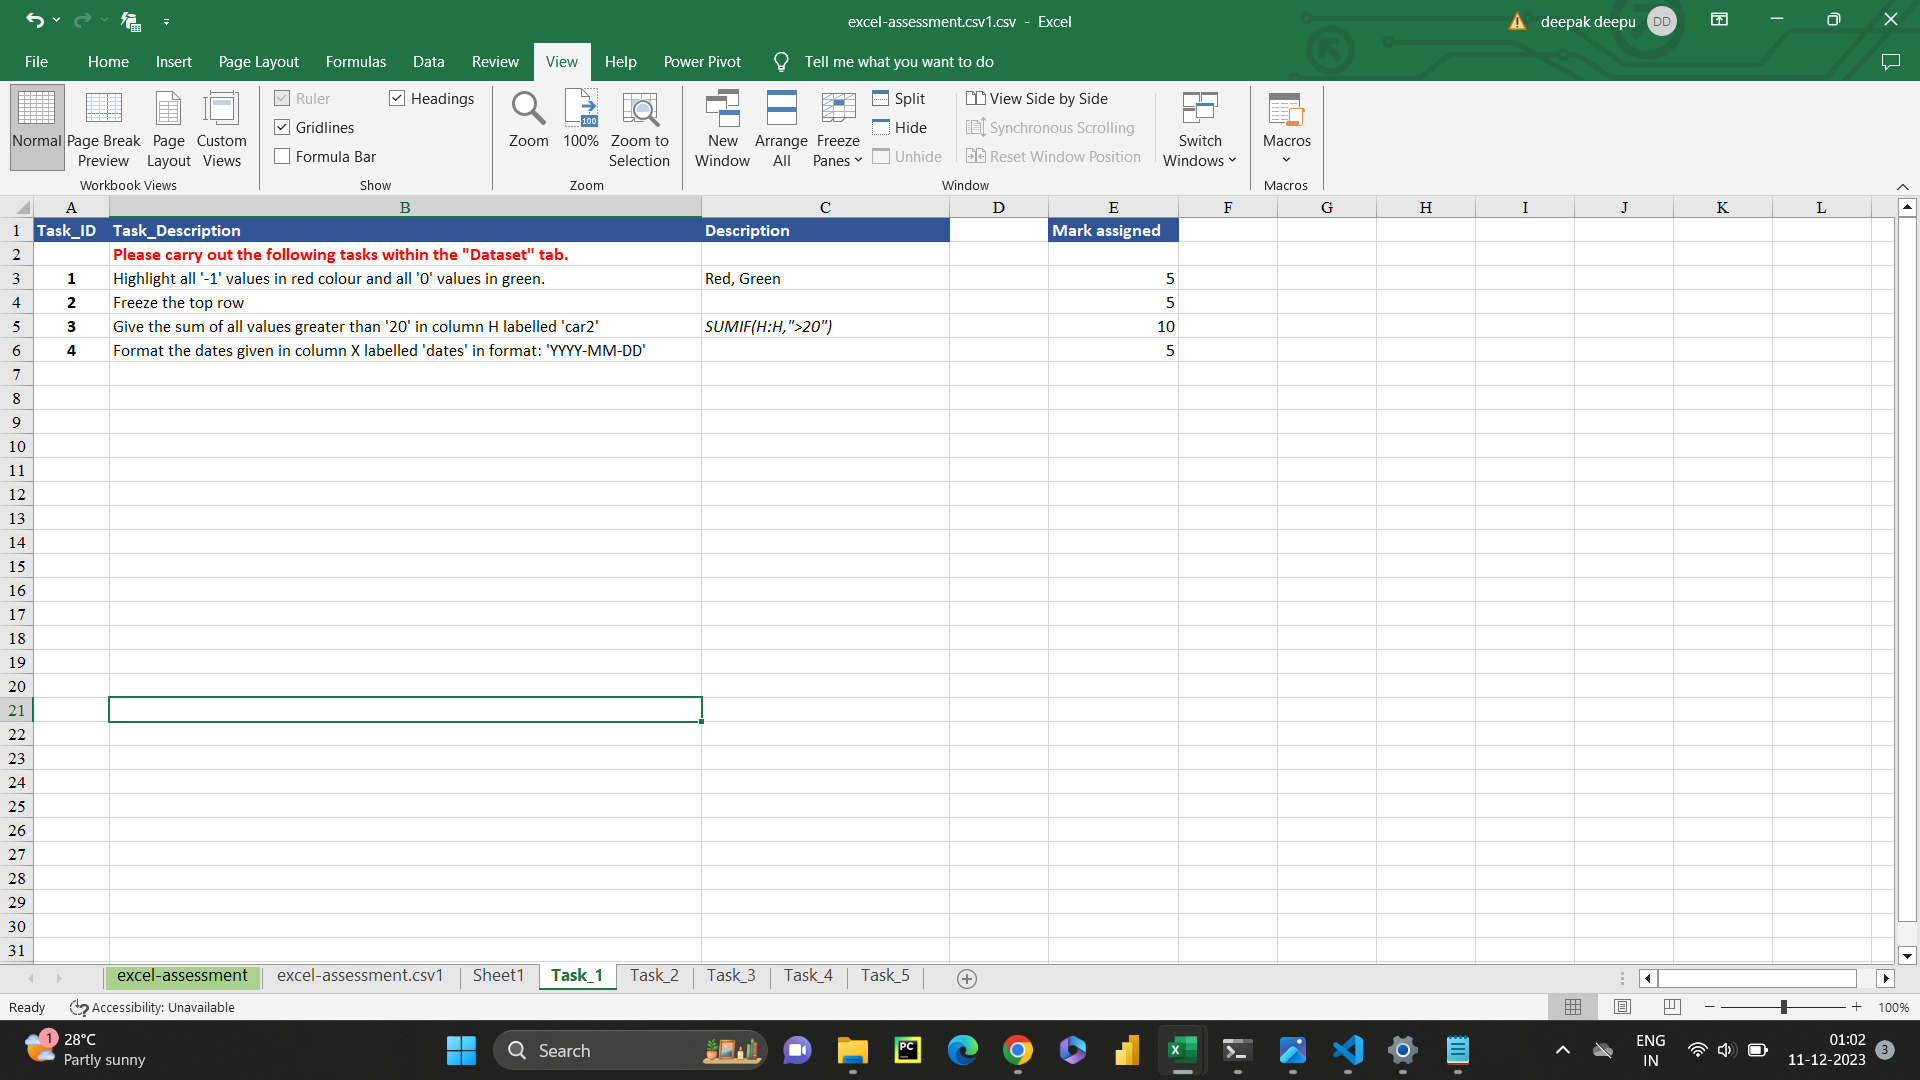 excel-assessment.csv1.csv - Excel
deepak deepu DD
File Home Insert Page Layout Formulas Data Review View Help Power Pivot Tell me what you want to do
Normal
Page Break Preview
Page Layout
Custom Views
Workbook Views
Ruler
Headings
Gridlines
Formula Bar
Show
Zoom
100
100%
Zoom to Selection
Zoom
New Window
Arrange All
Freeze Panes
Split
Hide
Unhide
View Side by Side
Synchronous Scrolling
Reset Window Position
Switch Windows
Window
Macros
Macros
A B C D E F G H I J K L
1 Task_ID Task_Description Description Mark assigned
2 Please carry out the following tasks within the "Dataset" tab.
3 1 Highlight all '-1' values in red colour and all '0' values in green. Red, Green 5
4 2 Freeze the top row 5
5 3 Give the sum of all values greater than '20' in column H labelled 'car2' SUMIF(H:H,">20") 10
6 4 Format the dates given in column X labelled 'dates' in format: 'YYYY-MM-DD' 5
7
8
9
10
11
12
13
14
15
16
17
18
19
20
21
22
23
24
25
26
27
28
29
30
31
excel-assessment excel-assessment.csv1 Sheet1 Task_1 Task_2 Task_3 Task_4 Task_5
Ready Accessibility: Unavailable 100%
1 28°C
Partly sunny
Search
PC
ENG
IN
01:02
11-12-2023
3